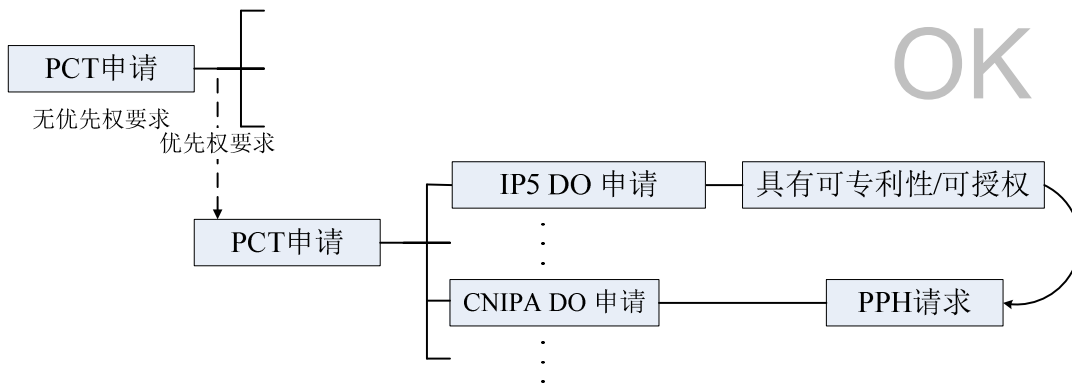 OK
PCT申请
无优先权要求
优先权要求
IP5 DO 申请
具有可专利性/可授权
PCT申请
CNIPA DO 申请
PPH请求